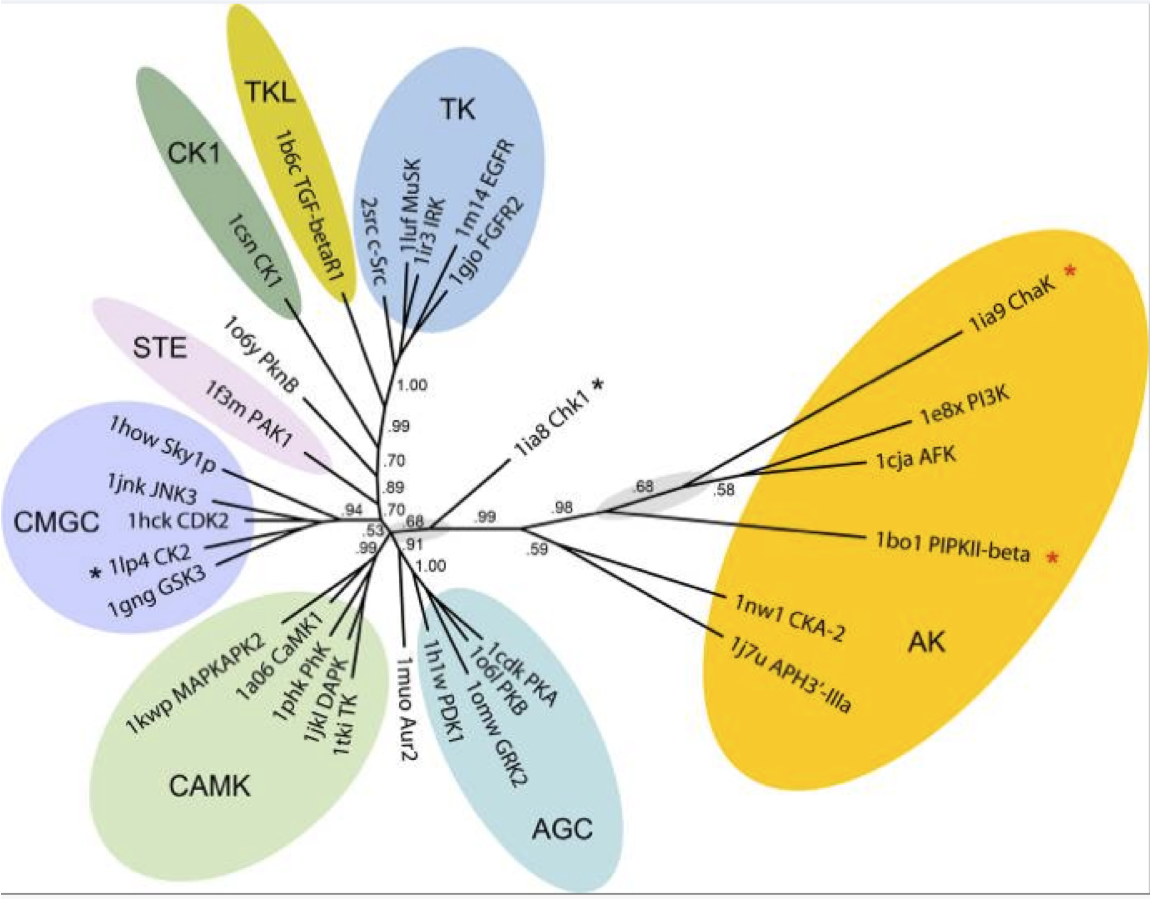 TKL
TK
CK1
1b6c TGF-betaR1
2src c-Src
1luf MuSK
1ir3 IRK
1m14 EGFR
1gjo FGFR2
1csn CK1
STE
1o6y PknB
1f3m PAK1
1.00
.99
.70
.89
.70
1ia8 Chk1 *
1ia9 ChaK *
1e8x PI3K
1cja AFK
.68
.58
.98
.99
.68
1bo1 PIPKII-beta *
.59
1nw1 CKA-2
1j7u APH3'-IIIa
AK
CMGC
1how Sky1p
1jnk JNK3
1hck CDK2
* 1lp4 CK2
1gng GSK3
.94
.53
.99
.91
1.00
1kwp MAPKAPK2
1a06 CaMK1
1phk PhK
1jkl DAPK
1tki TK
CAMK
1muo Aur2
1h1w PDK1
1omw GRK2
1o6l PKB
1cdk PKA
AGC